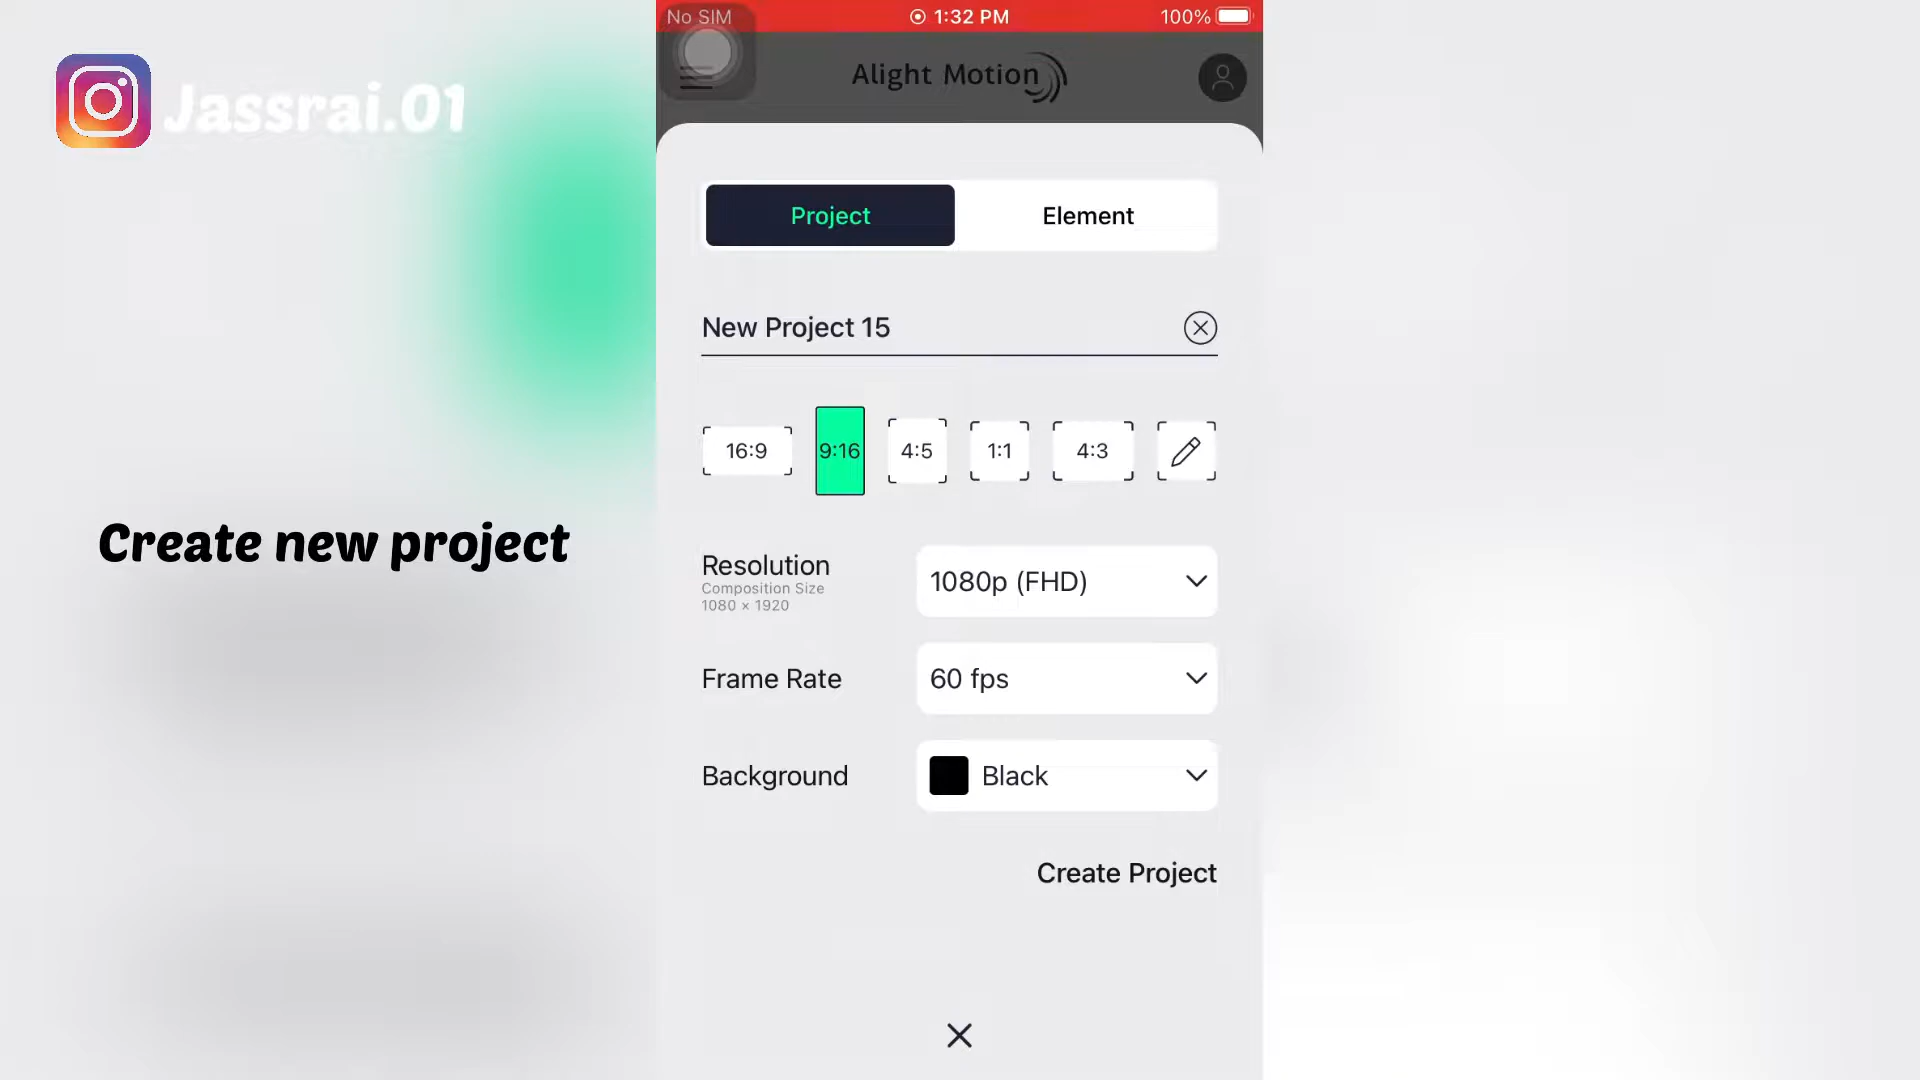 No SIM
1:32 PM
100%
Jassrai.01
Alight Motion
Project
Element
New Project 15
16:9
9:16
4:5
1:1
4:3
Create new project
Resolution
Composition Size
1080 × 1920
1080p (FHD)
Frame Rate
60 fps
Background
Black
Create Project